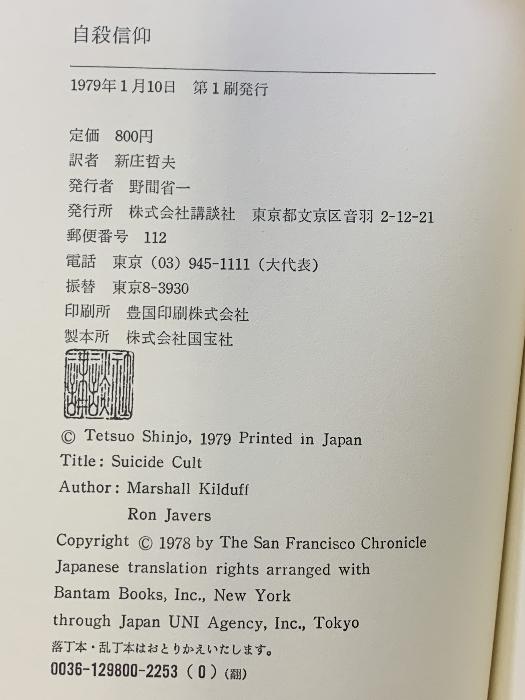 自殺信仰
1979年1月10日　第1刷発行
定価　800円
訳者　新庄哲夫
発行者　野間省一
発行所　株式会社講談社　東京都文京区音羽 2-12-21
郵便番号　112
電話　東京（03）945-1111（大代表）
振替　東京8-3930
印刷所　豊国印刷株式会社
製本所　株式会社国宝社
© Tetsuo Shinjo, 1979 Printed in Japan
Title: Suicide Cult
Author: Marshall Kilduff
Ron Javers
Copyright © 1978 by The San Francisco Chronicle
Japanese translation rights arranged with
Bantam Books, Inc., New York
through Japan UNI Agency, Inc., Tokyo
落丁本・乱丁本はおとりかえいたします。
0036-129800-2253（0）（翻）